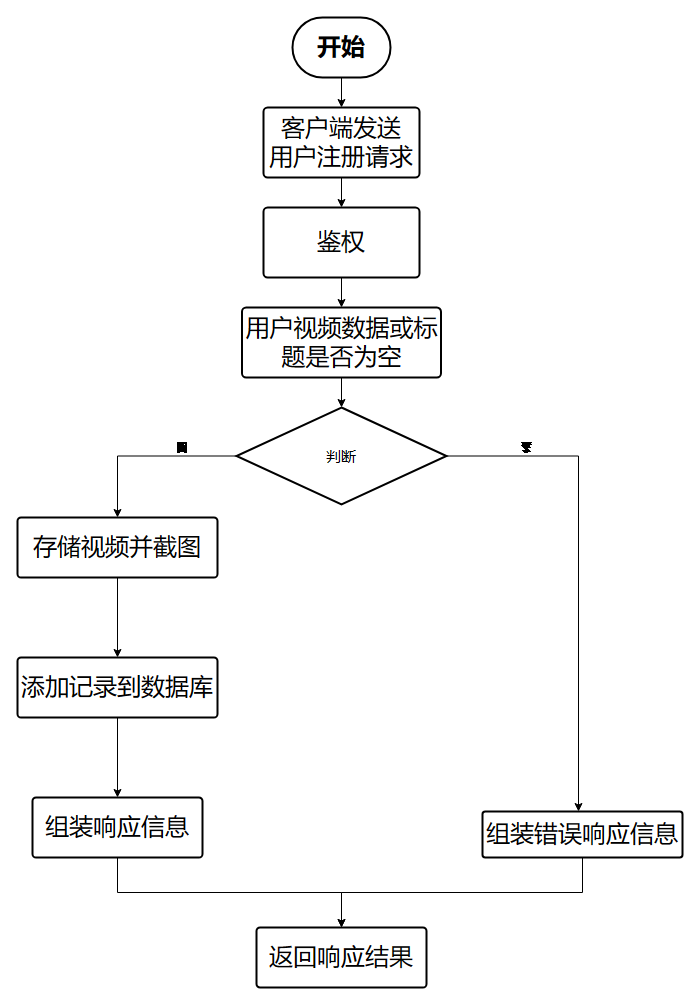 开始
客户端发送
用户注册请求
鉴权
用户视频数据或标
题是否为空
判断
存储视频并截图
添加记录到数据库
组装响应信息
组装错误响应信息
返回响应结果